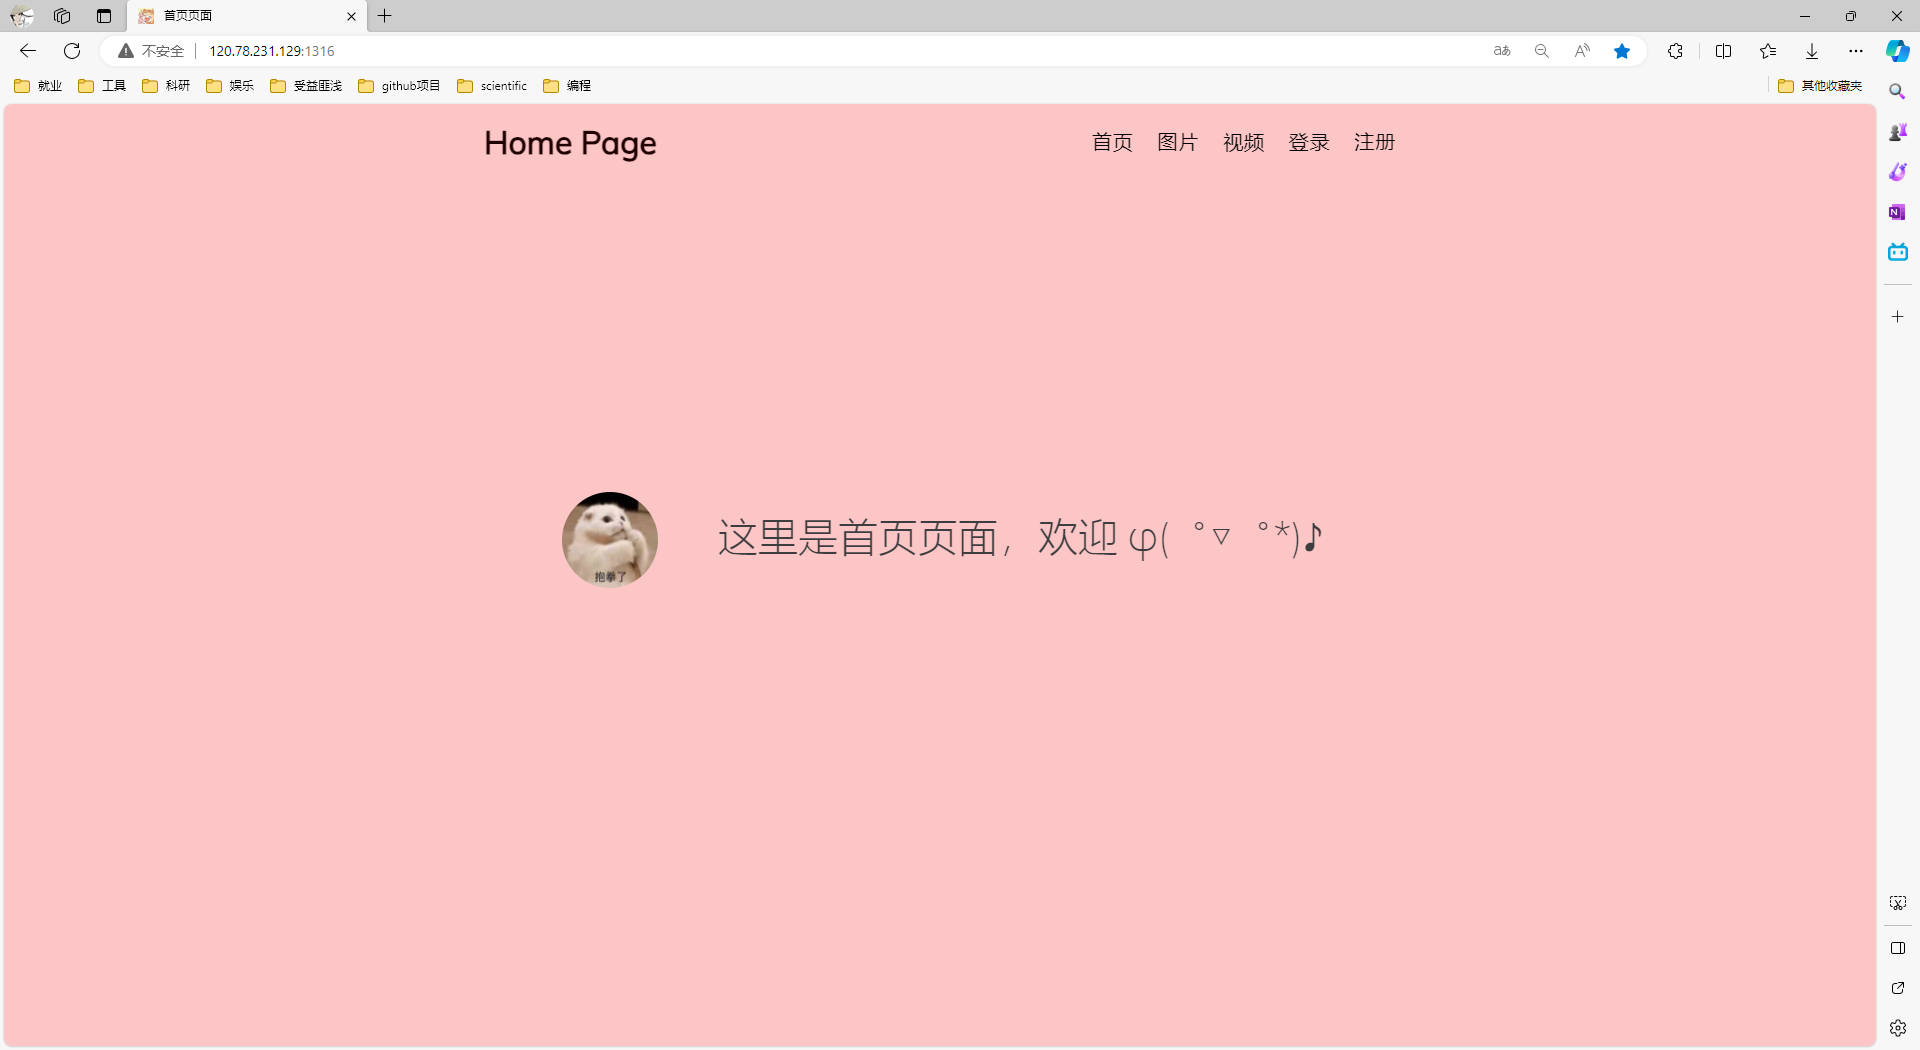 首页页面
不安全 120.78.231.129:1316
就业 工具 科研 娱乐 受益匪浅 github项目 scientific 编程 其他收藏夹
Home Page 首页 图片 视频 登录 注册
这里是首页页面，欢迎 φ(゜▽゜*)♪
抱拳了